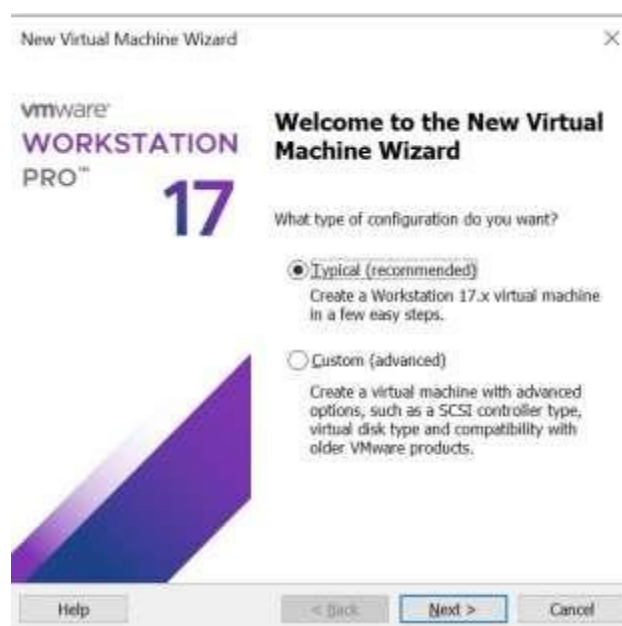 New Virtual Machine Wizard
vmware
WORKSTATION
PRO™
17
Welcome to the New Virtual
Machine Wizard
What type of configuration do you want?
Typical (recommended)
Create a Workstation 17.x virtual machine
in a few easy steps.
Custom (advanced)
Create a virtual machine with advanced
options, such as a SCSI controller type,
virtual disk type and compatibility with
older VMware products.
Help
< Back
Next >
Cancel